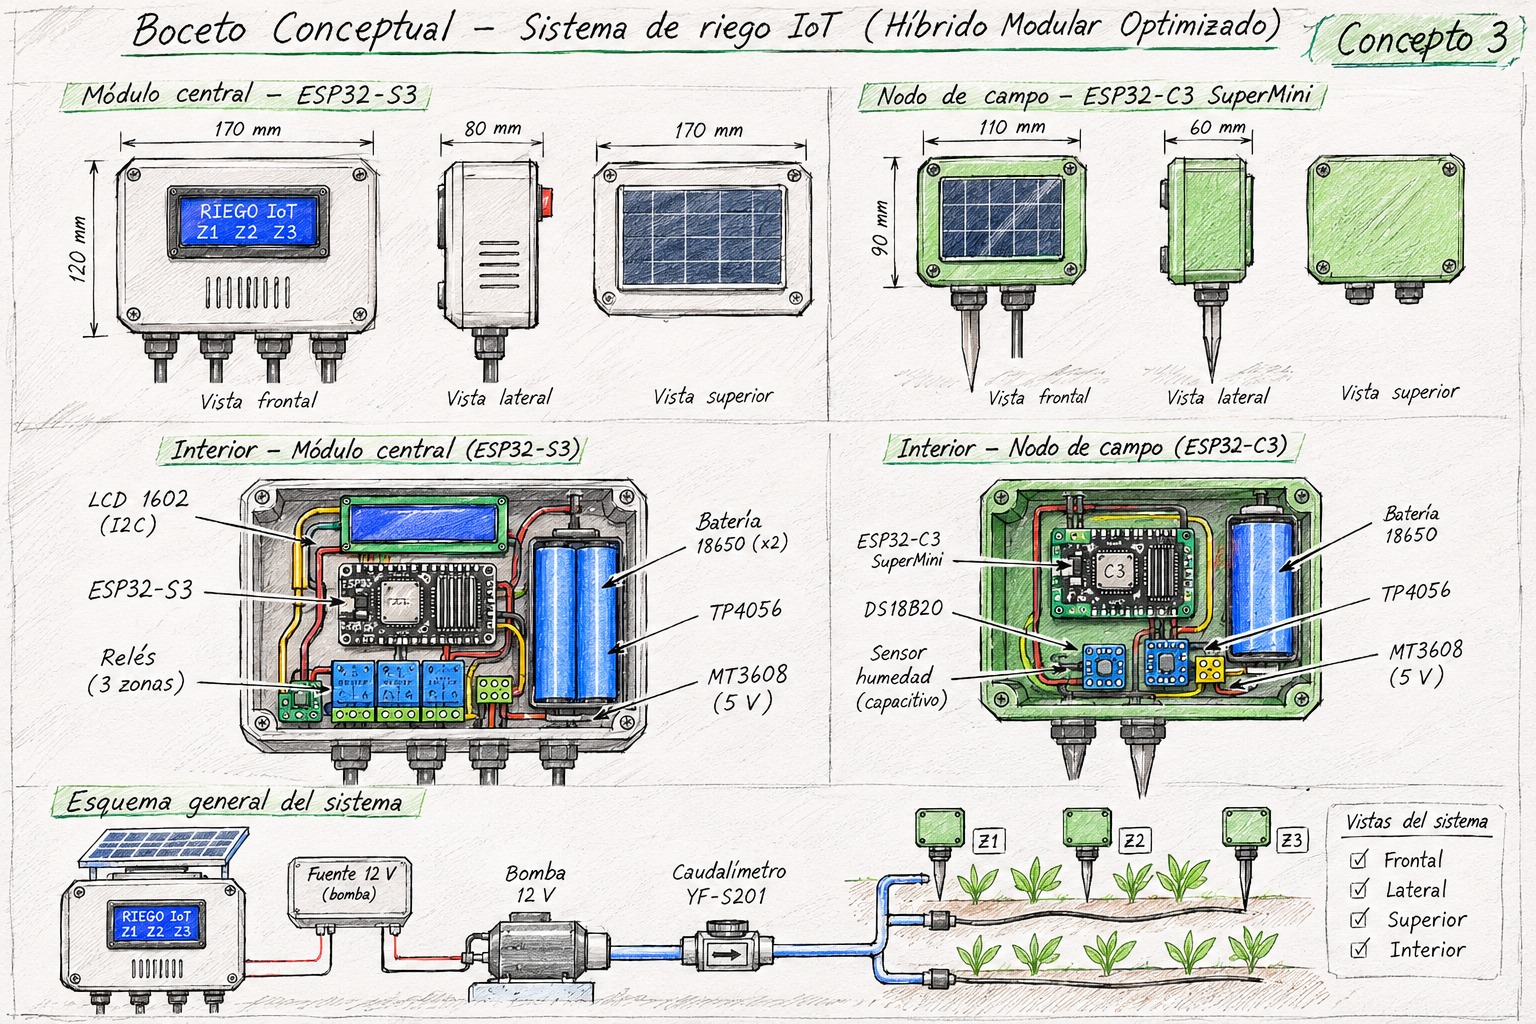 Boceto Conceptual – Sistema de riego IoT (Híbrido Modular Optimizado)
Concepto 3
Módulo central – ESP32-S3
170 mm
80 mm
170 mm
120 mm
RIEGO IoT
Z1 Z2 Z3
Vista frontal
Vista lateral
Vista superior
Nodo de campo – ESP32-C3 SuperMini
110 mm
60 mm
90 mm
Vista frontal
Vista lateral
Vista superior
Interior – Módulo central (ESP32-S3)
LCD 1602
(I2C)
ESP32-S3
Relés
(3 zonas)
Batería
18650 (x2)
TP4056
MT3608
(5 V)
Interior – Nodo de campo (ESP32-C3)
ESP32-C3
SuperMini
DS18B20
Sensor
humedad
(capacitivo)
C3
Batería
18650
TP4056
MT3608
(5 V)
Esquema general del sistema
RIEGO IoT
Z1 Z2 Z3
Fuente 12 V
(bomba)
Bomba
12 V
Caudalímetro
YF-S201
Z1
Z2
Z3
Vistas del sistema
☑ Frontal
☑ Lateral
☑ Superior
☑ Interior